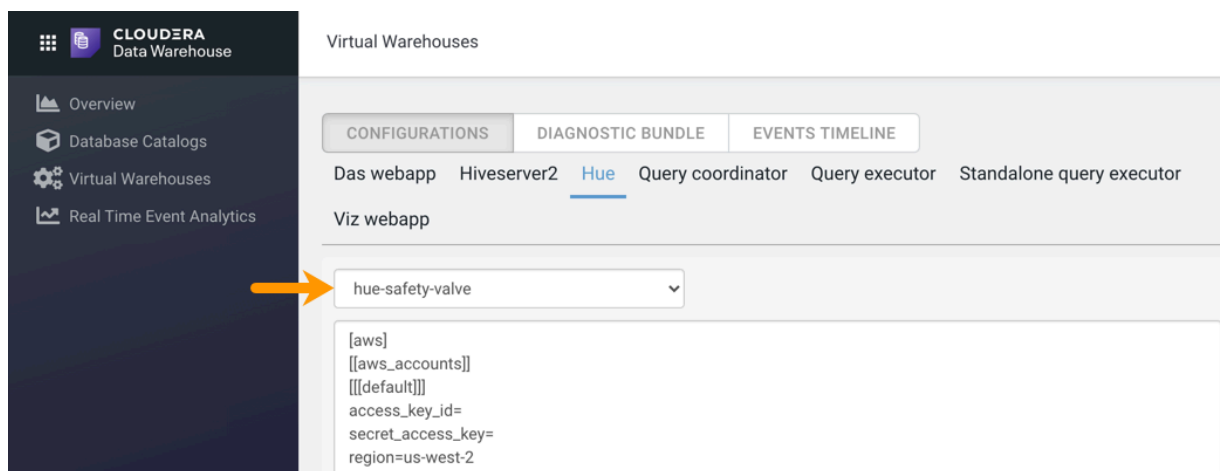 CLOUDΞRA
Data Warehouse
Virtual Warehouses
Overview
Database Catalogs
Virtual Warehouses
Real Time Event Analytics
CONFIGURATIONS DIAGNOSTIC BUNDLE EVENTS TIMELINE
Das webapp Hiveserver2 Hue Query coordinator Query executor Standalone query executor
Viz webapp
hue-safety-valve
[aws]
[[aws_accounts]]
[[[default]]]
access_key_id=
secret_access_key=
region=us-west-2